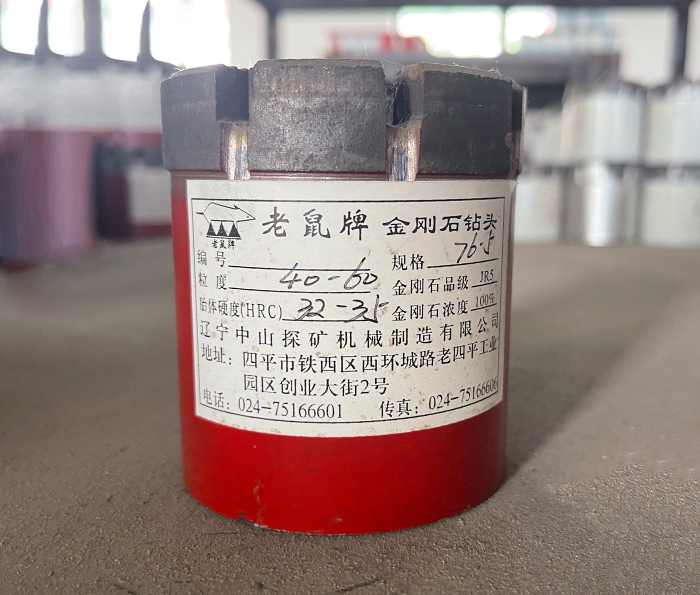 老鼠牌 金刚石钻头
老鼠牌
编号 规格 76.5
粒度 40-60 金刚石品级 JR5
胎体硬度(HRC) 32-35 金刚石浓度 100%
辽宁中山探矿机械制造有限公司
地址：四平市铁西区西环城路老四平工业
园区创业大街2号
电话：024-75166601 传真：024-75166606